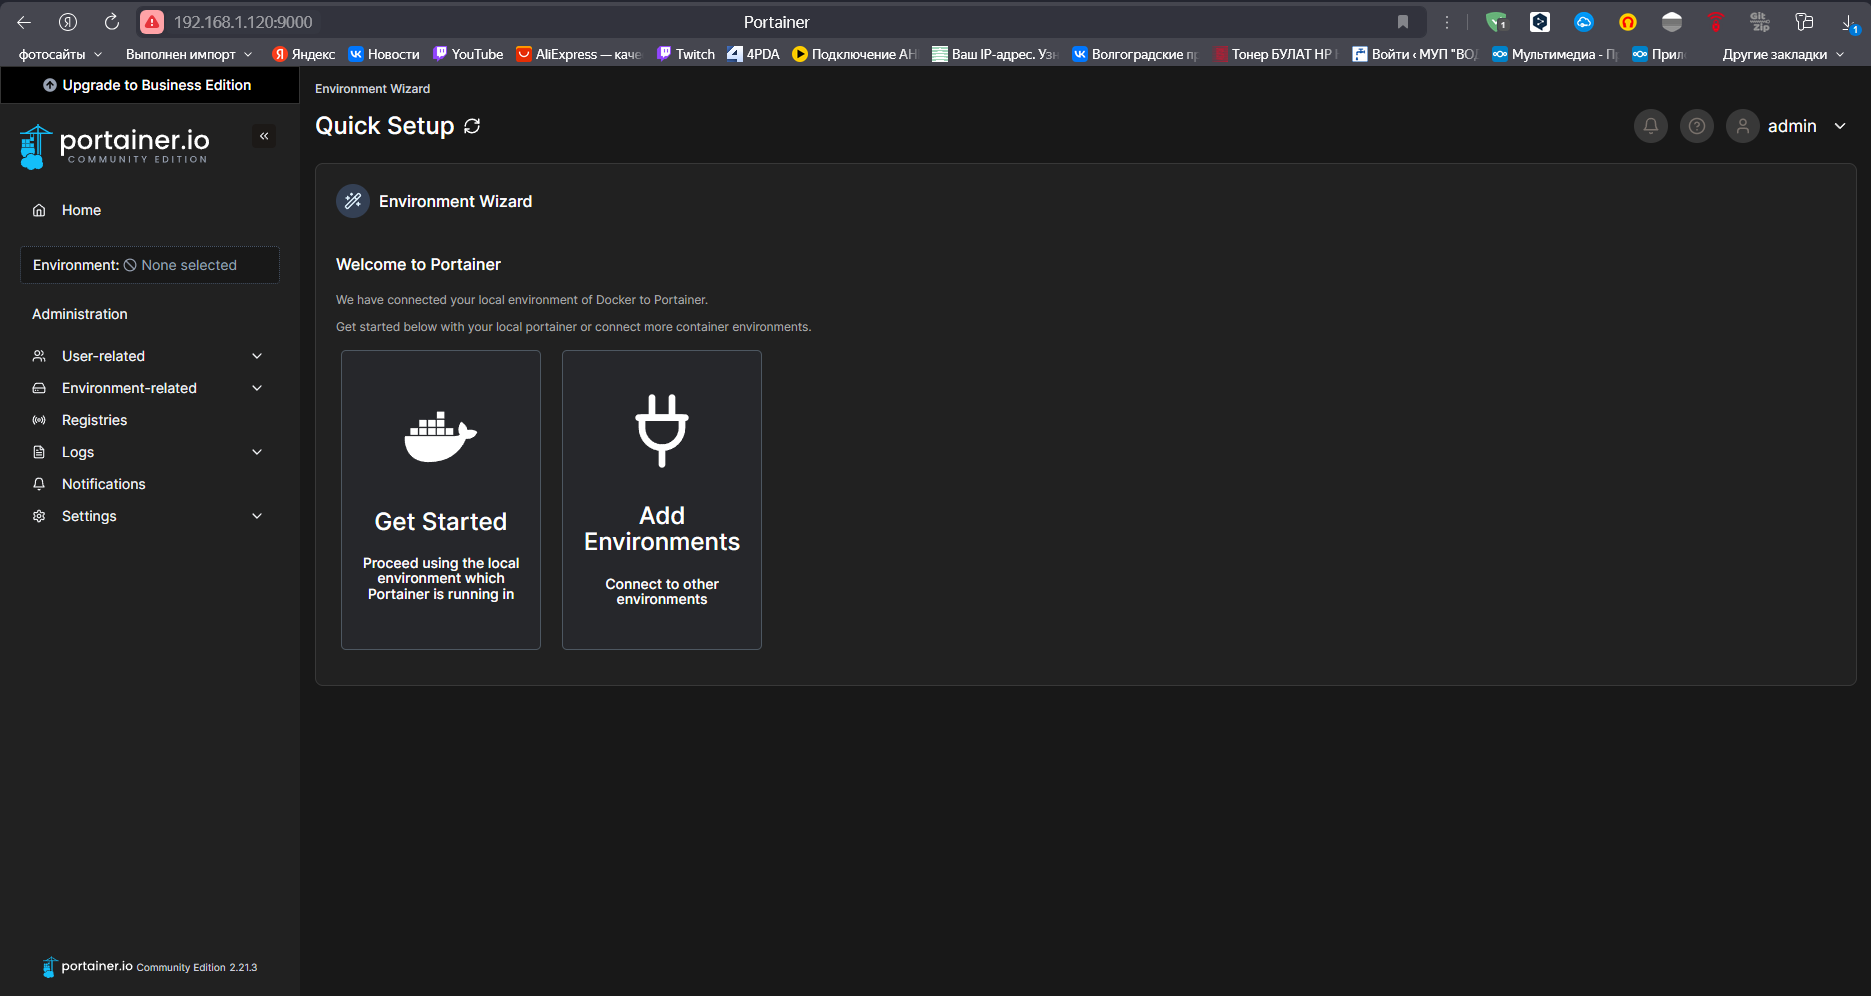 192.168.1.120:9000
Portainer
фотосайты
Выполнен импорт
Яндекс
Новости
YouTube
AliExpress — каче
Twitch
4PDA
Подключение АН
Ваш IP-адрес. Узн
Волгоградские пр
Тонер БУЛАТ HP
Войти ‹ МУП "ВОД
Мультимедиа - П
Прил
Другие закладки
Upgrade to Business Edition
portainer.io
COMMUNITY EDITION
Home
Environment: None selected
Administration
User-related
Environment-related
Registries
Logs
Notifications
Settings
Environment Wizard
Quick Setup
admin
Environment Wizard
Welcome to Portainer
We have connected your local environment of Docker to Portainer.
Get started below with your local portainer or connect more container environments.
Get Started
Proceed using the local
environment which
Portainer is running in
Add
Environments
Connect to other
environments
portainer.io Community Edition 2.21.3